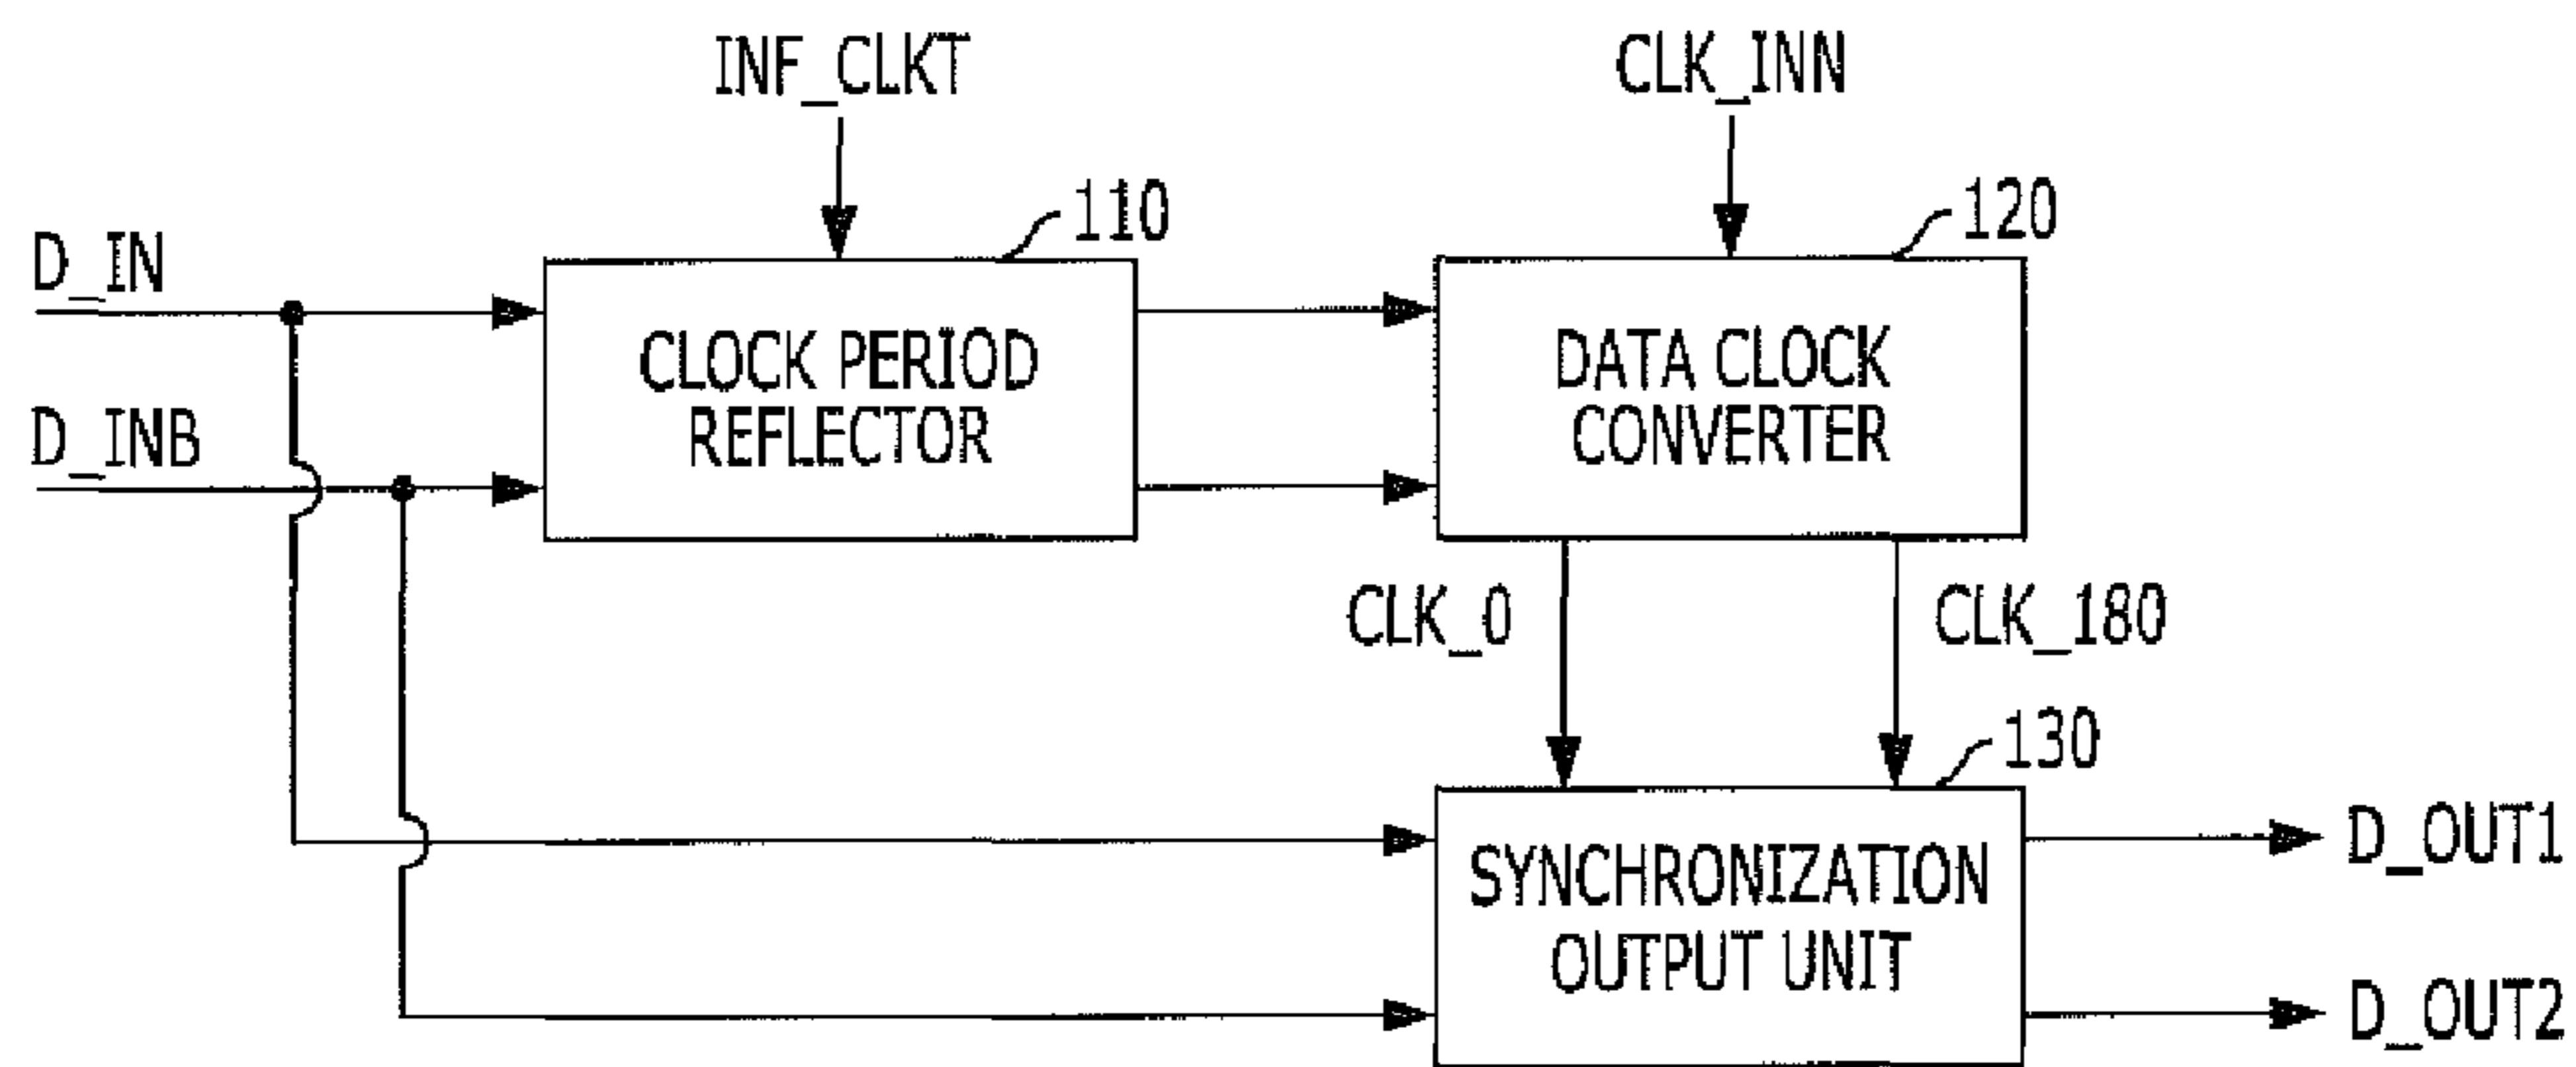 INF_CLKT
CLK_INN
110
120
D_IN
CLOCK PERIOD
REFLECTOR
DATA CLOCK
CONVERTER
D_INB
CLK_0
CLK_180
130
SYNCHRONIZATION
OUTPUT UNIT
D_OUT1
D_OUT2